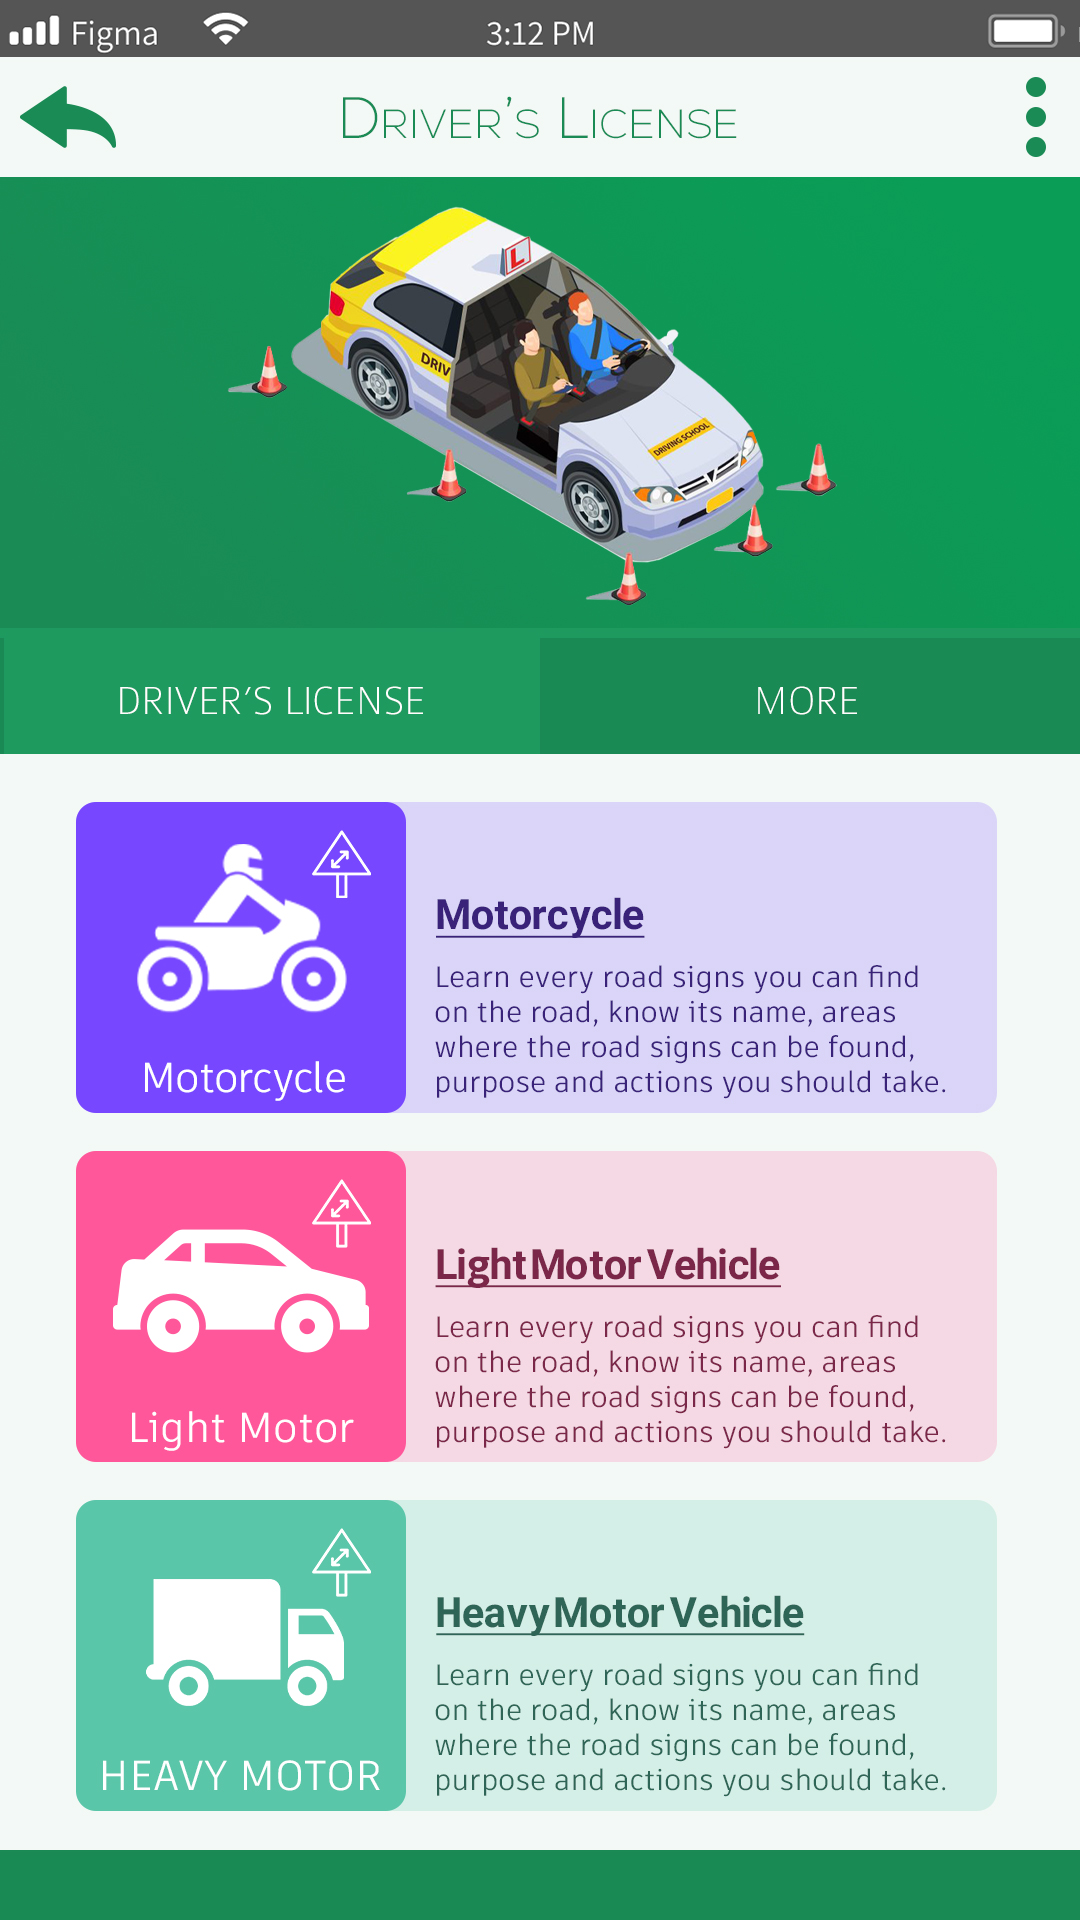 Figma 3:12 PM
Driver's License
L
DRIV
DRIVING SCHOOL
DRIVER'S LICENSE MORE
Motorcycle
Learn every road signs you can find
on the road, know its name, areas
where the road signs can be found,
purpose and actions you should take.
Motorcycle
Light Motor Vehicle
Learn every road signs you can find
on the road, know its name, areas
where the road signs can be found,
purpose and actions you should take.
Light Motor
Heavy Motor Vehicle
Learn every road signs you can find
on the road, know its name, areas
where the road signs can be found,
purpose and actions you should take.
HEAVY MOTOR